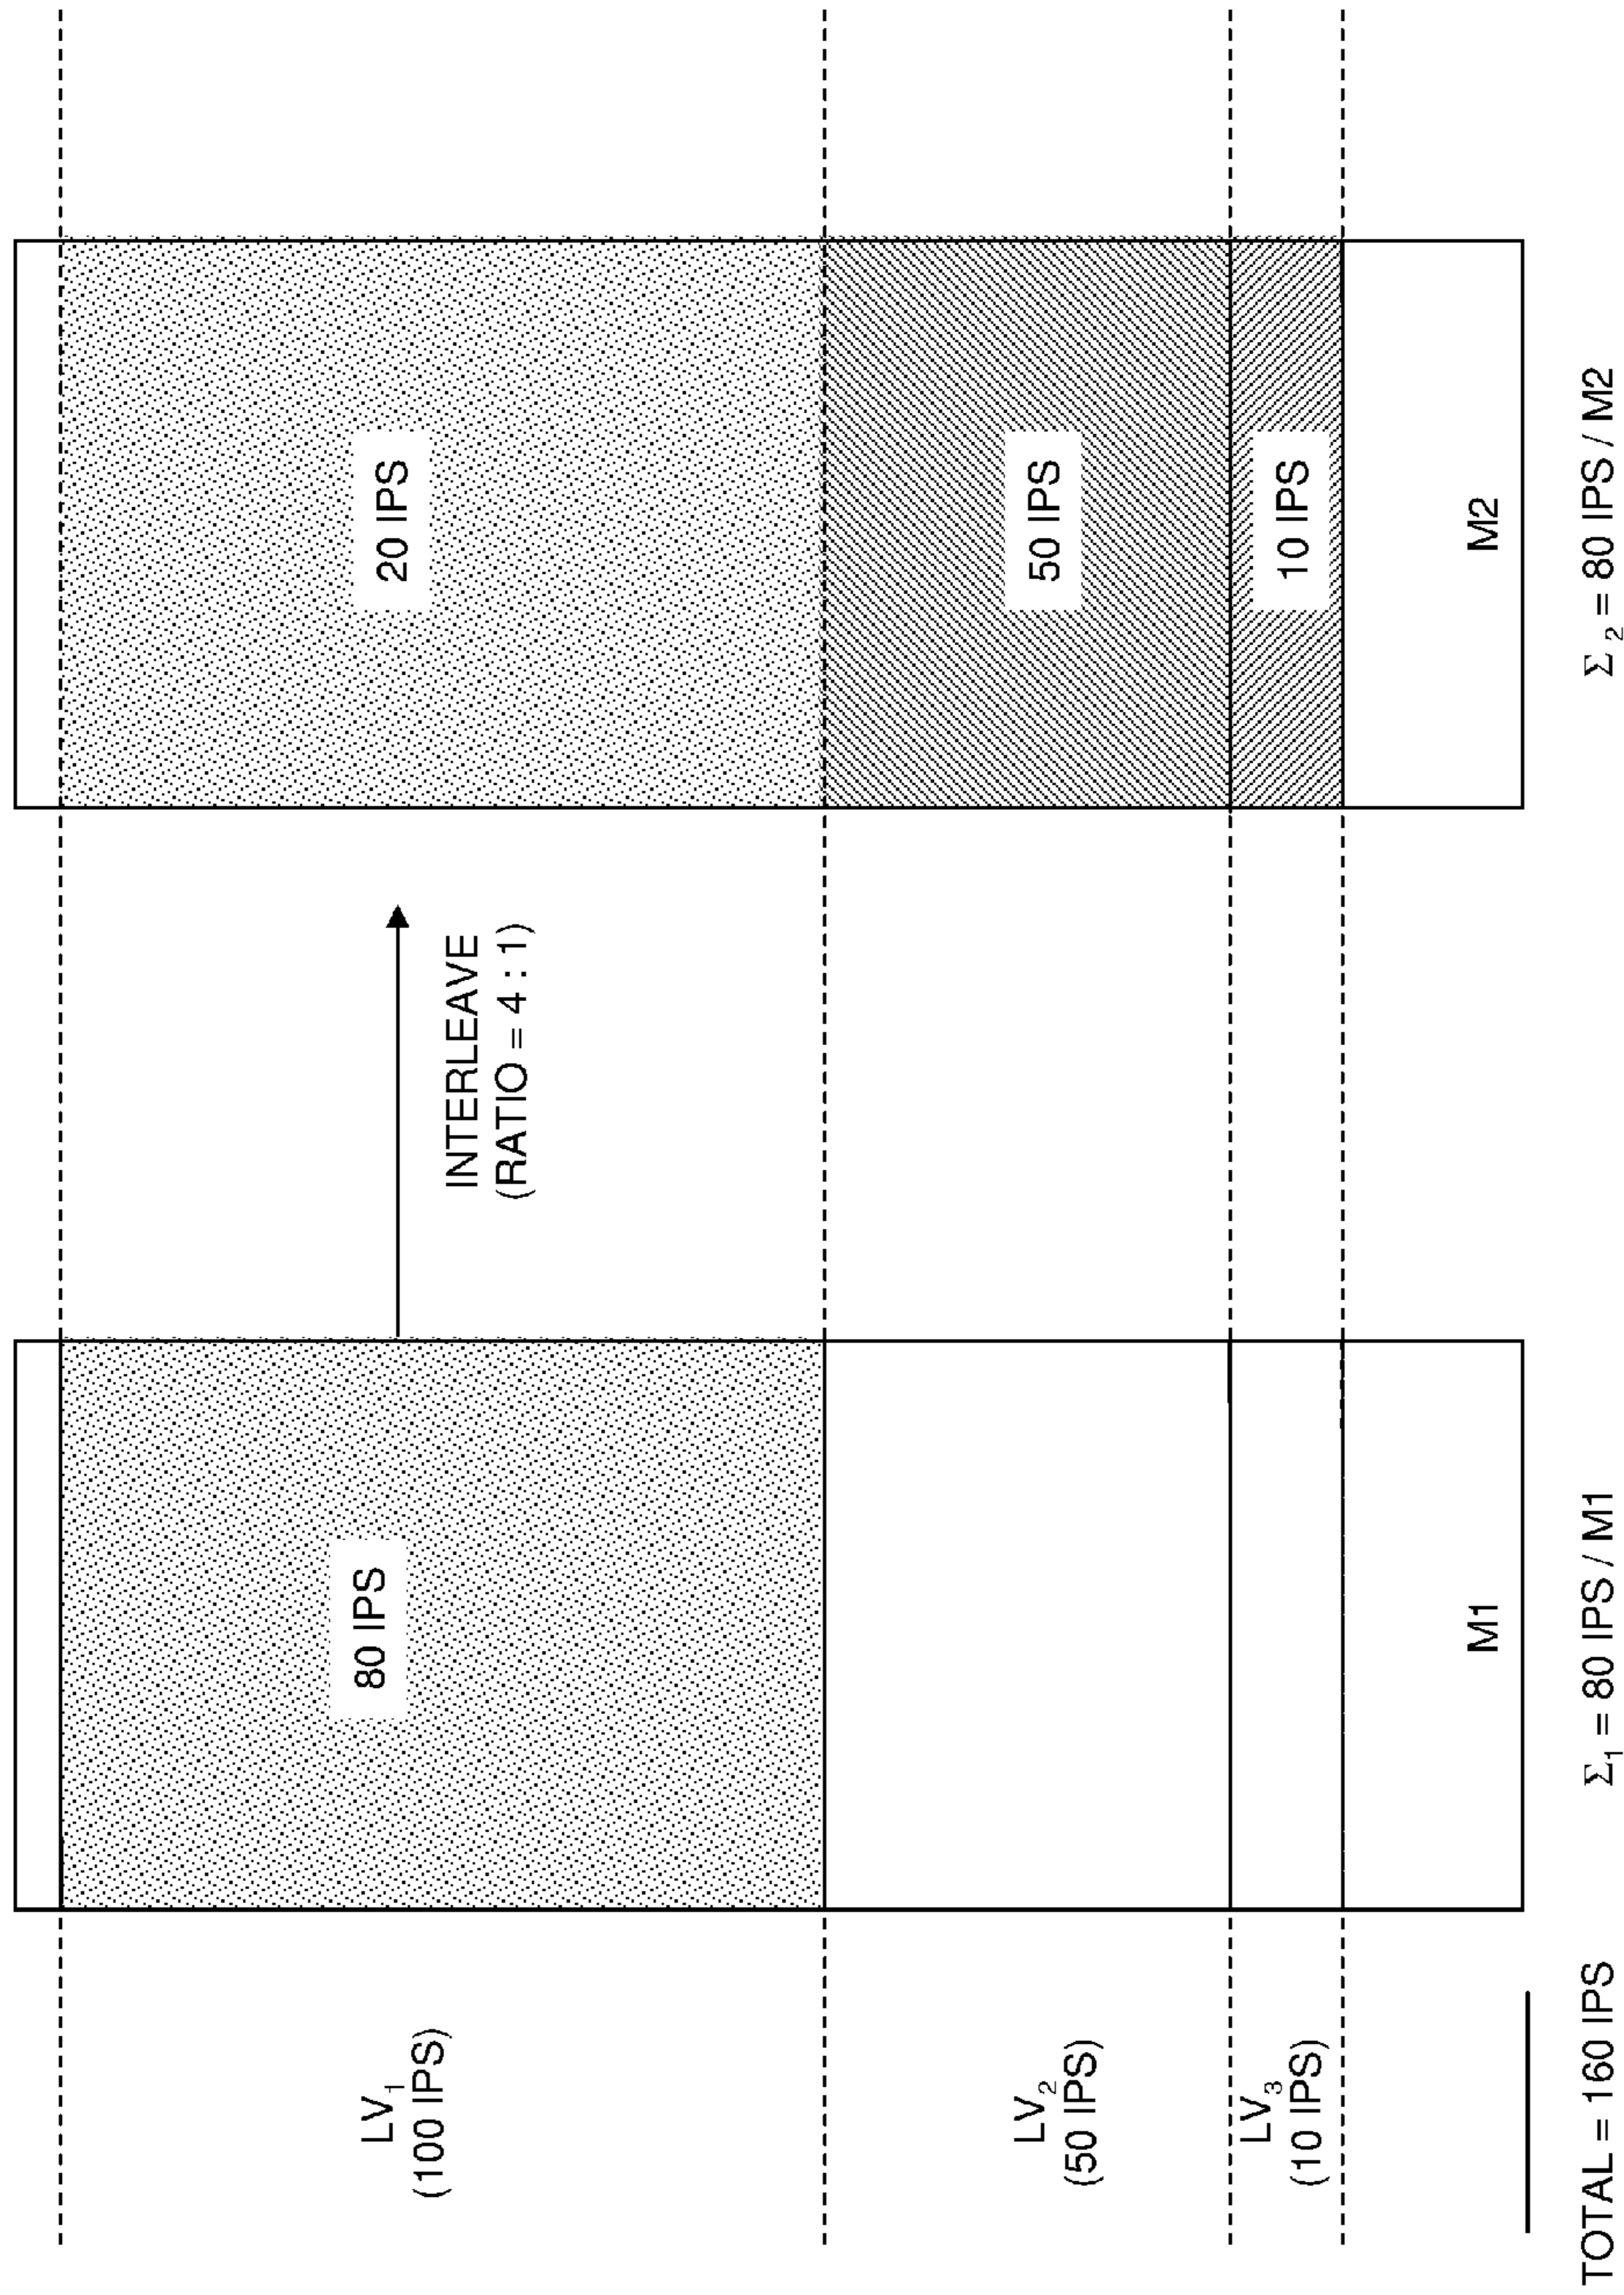 LV1
(100 IPS)
80 IPS
INTERLEAVE
(RATIO = 4 : 1)
20 IPS
LV2
(50 IPS)
50 IPS
LV3
(10 IPS)
10 IPS
M1
M2
TOTAL = 160 IPS
Σ1 = 80 IPS / M1
Σ2 = 80 IPS / M2